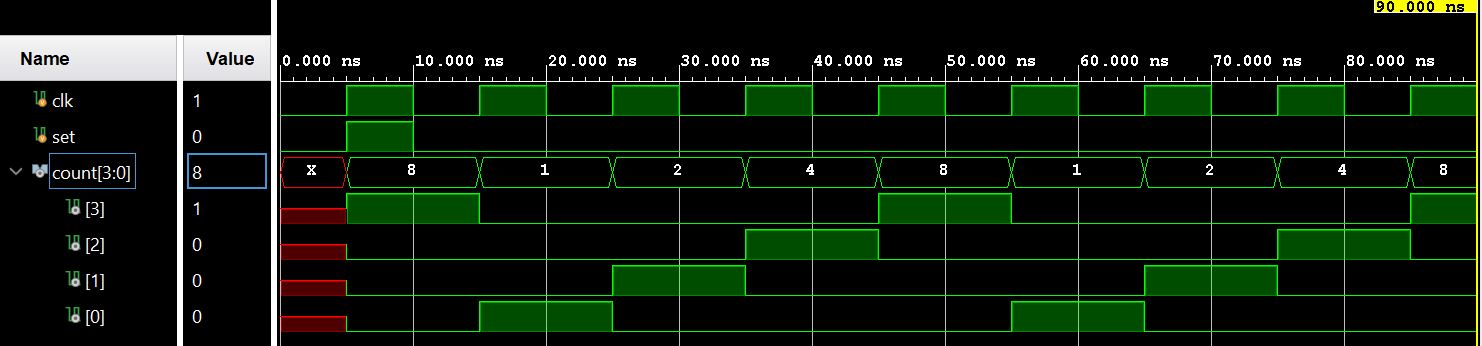 90.000 ns
Name Value
0.000 ns 10.000 ns 20.000 ns 30.000 ns 40.000 ns 50.000 ns 60.000 ns 70.000 ns 80.000 ns
clk 1
set 0
count[3:0] 8 X 8 1 2 4 8 1 2 4 8
[3] 1
[2] 0
[1] 0
[0] 0